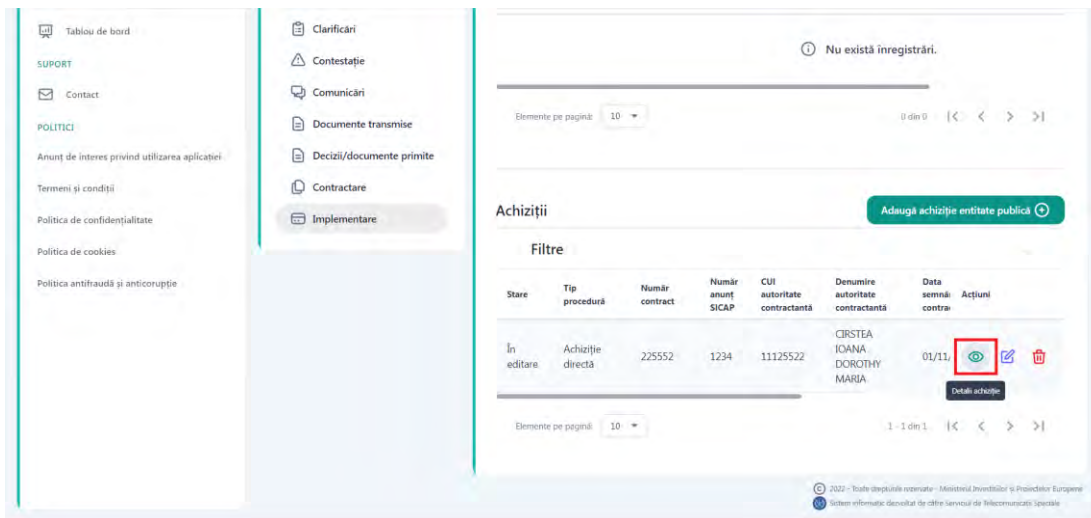 Tablou de bord
SUPORT
Contact
POLITICI
Anunț de interes privind utilizarea aplicației
Termeni și condiții
Politica de confidențialitate
Politica de cookies
Politica antifraudă și anticorupție
Clarificări
Contestație
Comunicări
Documente transmise
Decizii/documente primite
Contractare
Implementare
Nu există înregistrări.
Elemente pe pagină: 10
0 din 0
Achiziții
Adaugă achiziție entitate publică
Filtre
Stare
Tip
procedură
Număr
contract
Număr
anunț
SICAP
CUI
autoritate
contractantă
Denumire
autoritate
contractantă
Data
semnă
contra
Acțiuni
În
editare
Achiziție
directă
225552
1234
11125522
CIRSTEA
IOANA
DOROTHY
MARIA
01/11/
Detalii achiziție
Elemente pe pagină: 10
1 - 1 din 1
2022 - Toate drepturile rezervate - Ministerul Investițiilor și Proiectelor Europene
Sistem informatic dezvoltat de către Serviciul de Telecomunicații Speciale